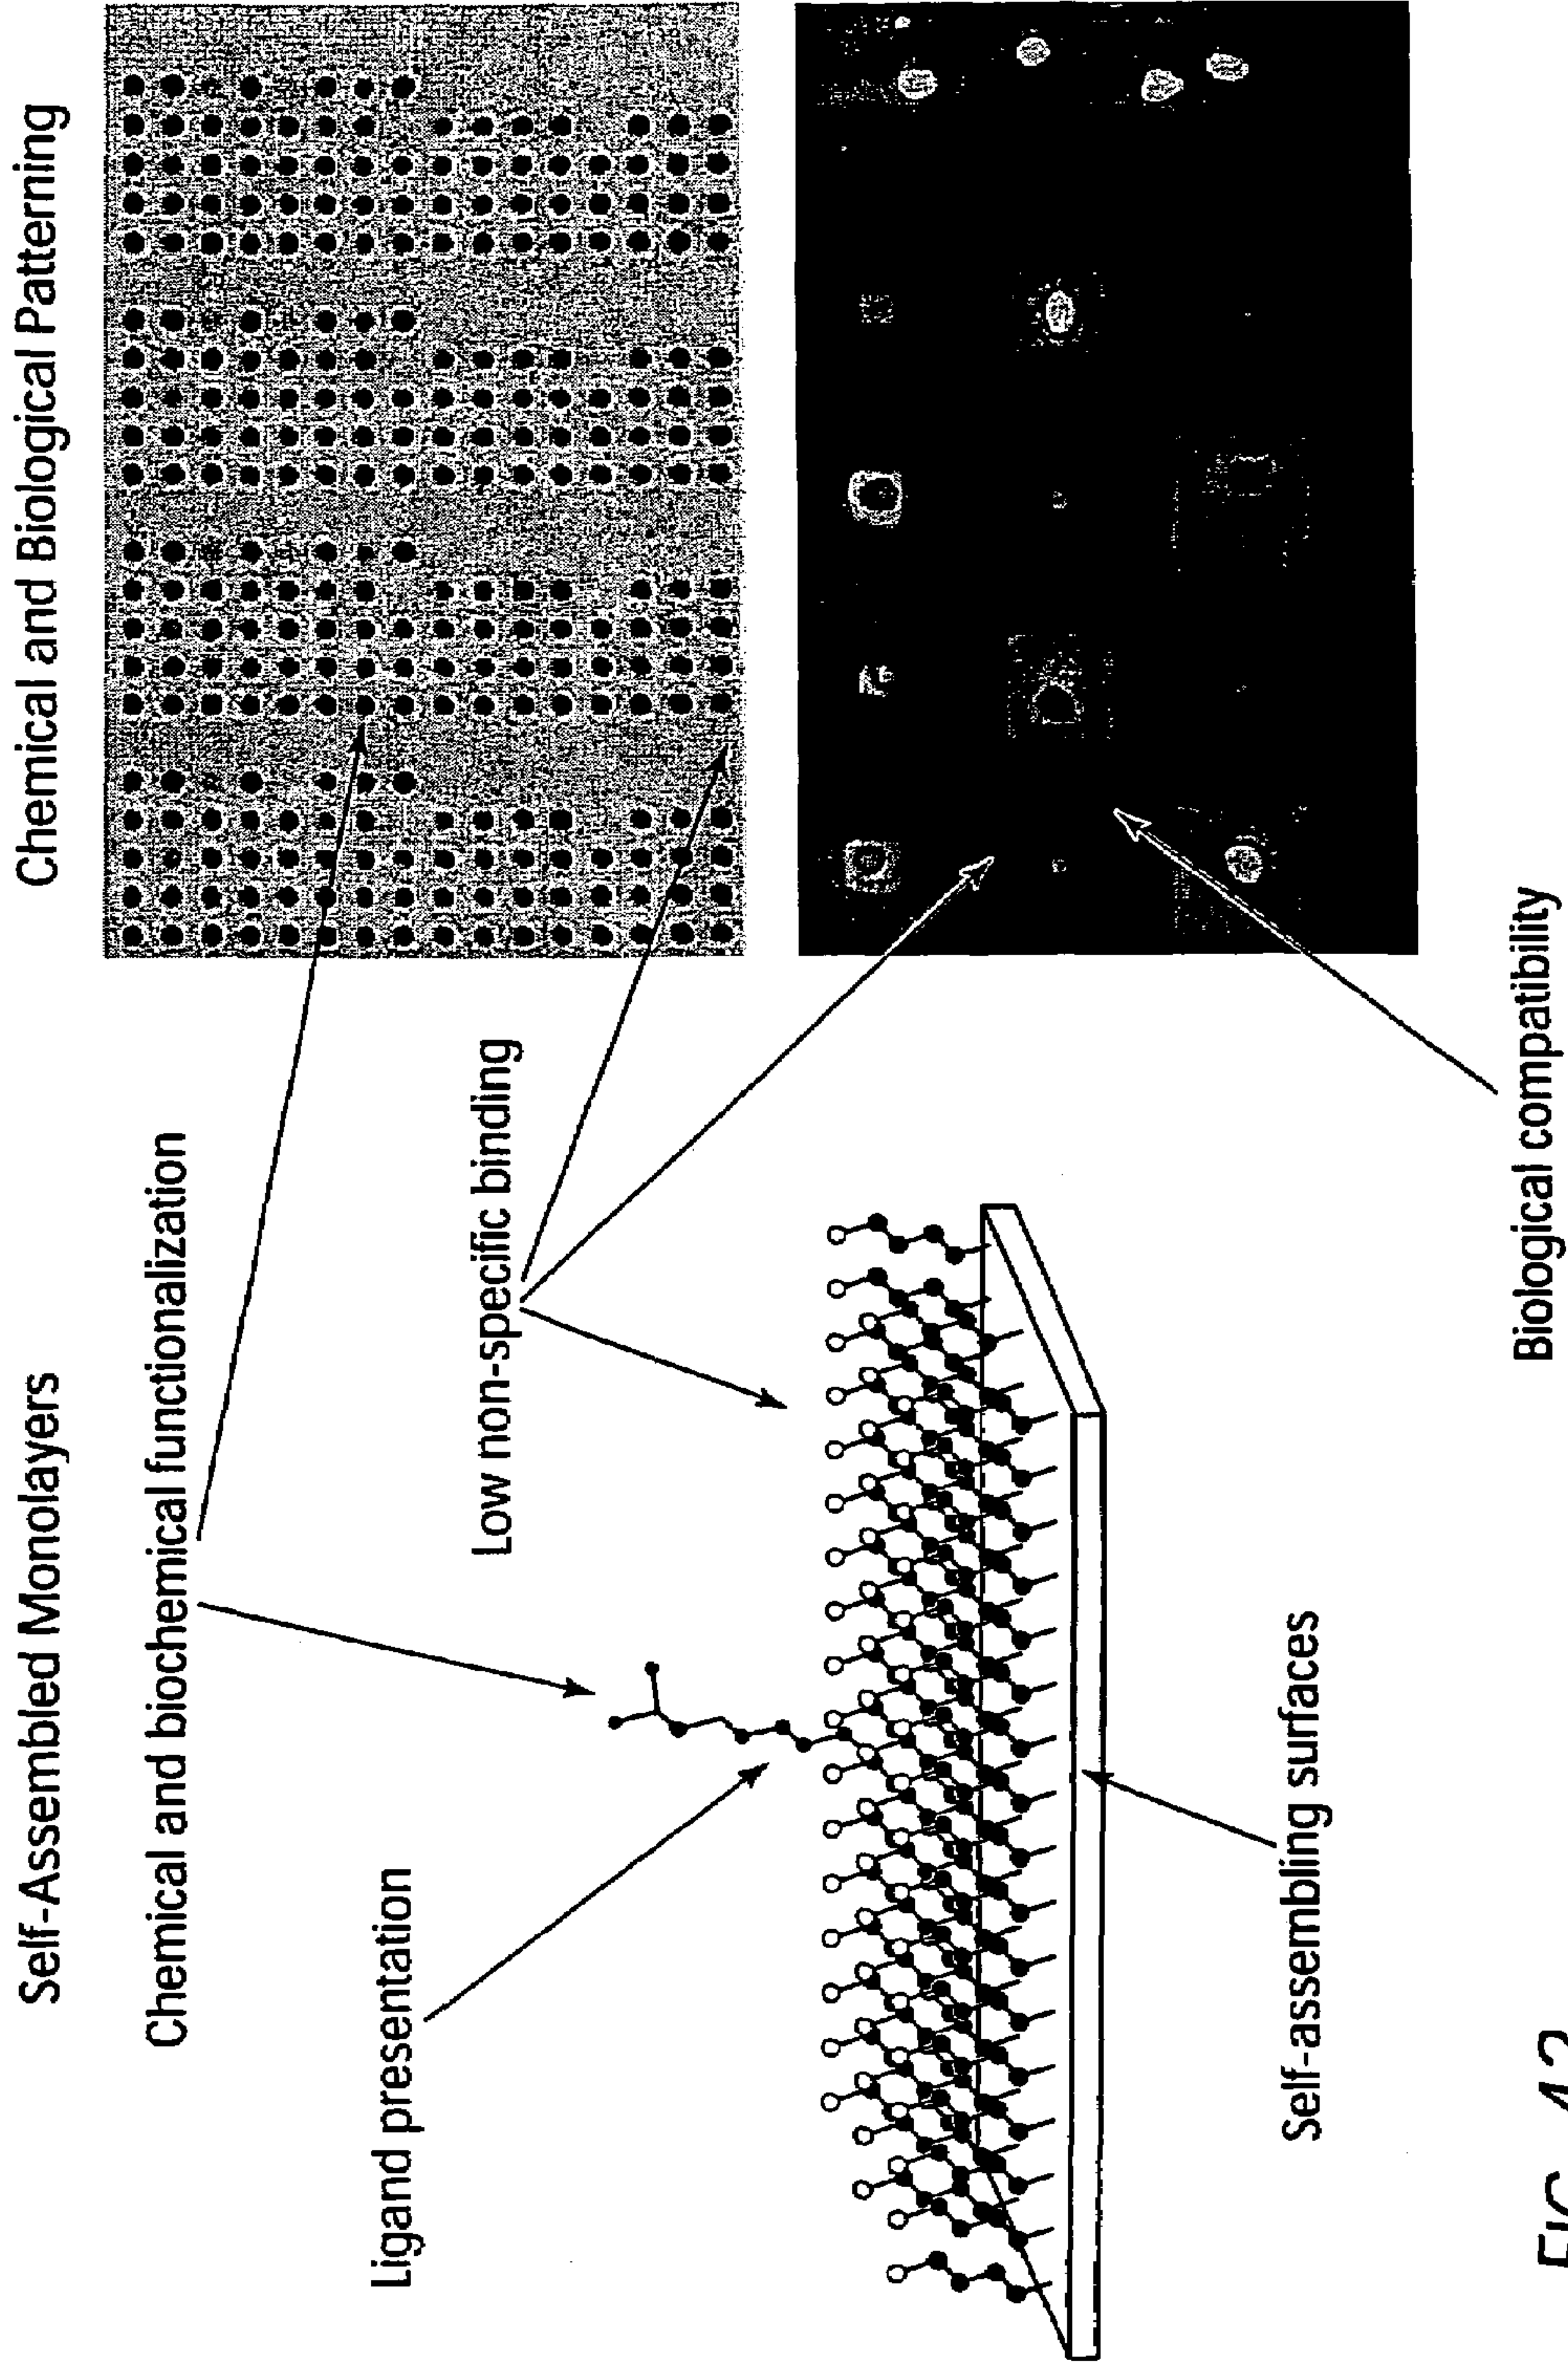 Self-Assembled Monolayers
Chemical and Biological Patterning
Chemical and biochemical functionalization
Ligand presentation
Low non-specific binding
Self-assembling surfaces
Biological compatibility